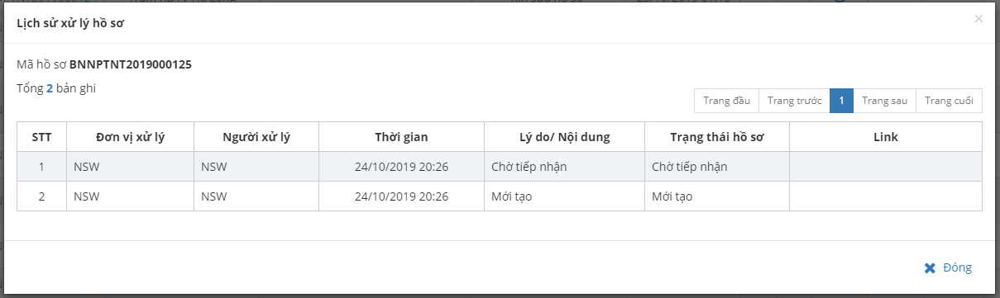 Lịch sử xử lý hồ sơ ×
Mã hồ sơ BNNPTNT2019000125
Tổng 2 bản ghi
Trang đầu Trang trước 1 Trang sau Trang cuối
STT Đơn vị xử lý Người xử lý Thời gian Lý do/ Nội dung Trạng thái hồ sơ Link
1 NSW NSW 24/10/2019 20:26 Chờ tiếp nhận Chờ tiếp nhận
2 NSW NSW 24/10/2019 20:26 Mới tạo Mới tạo
Đóng